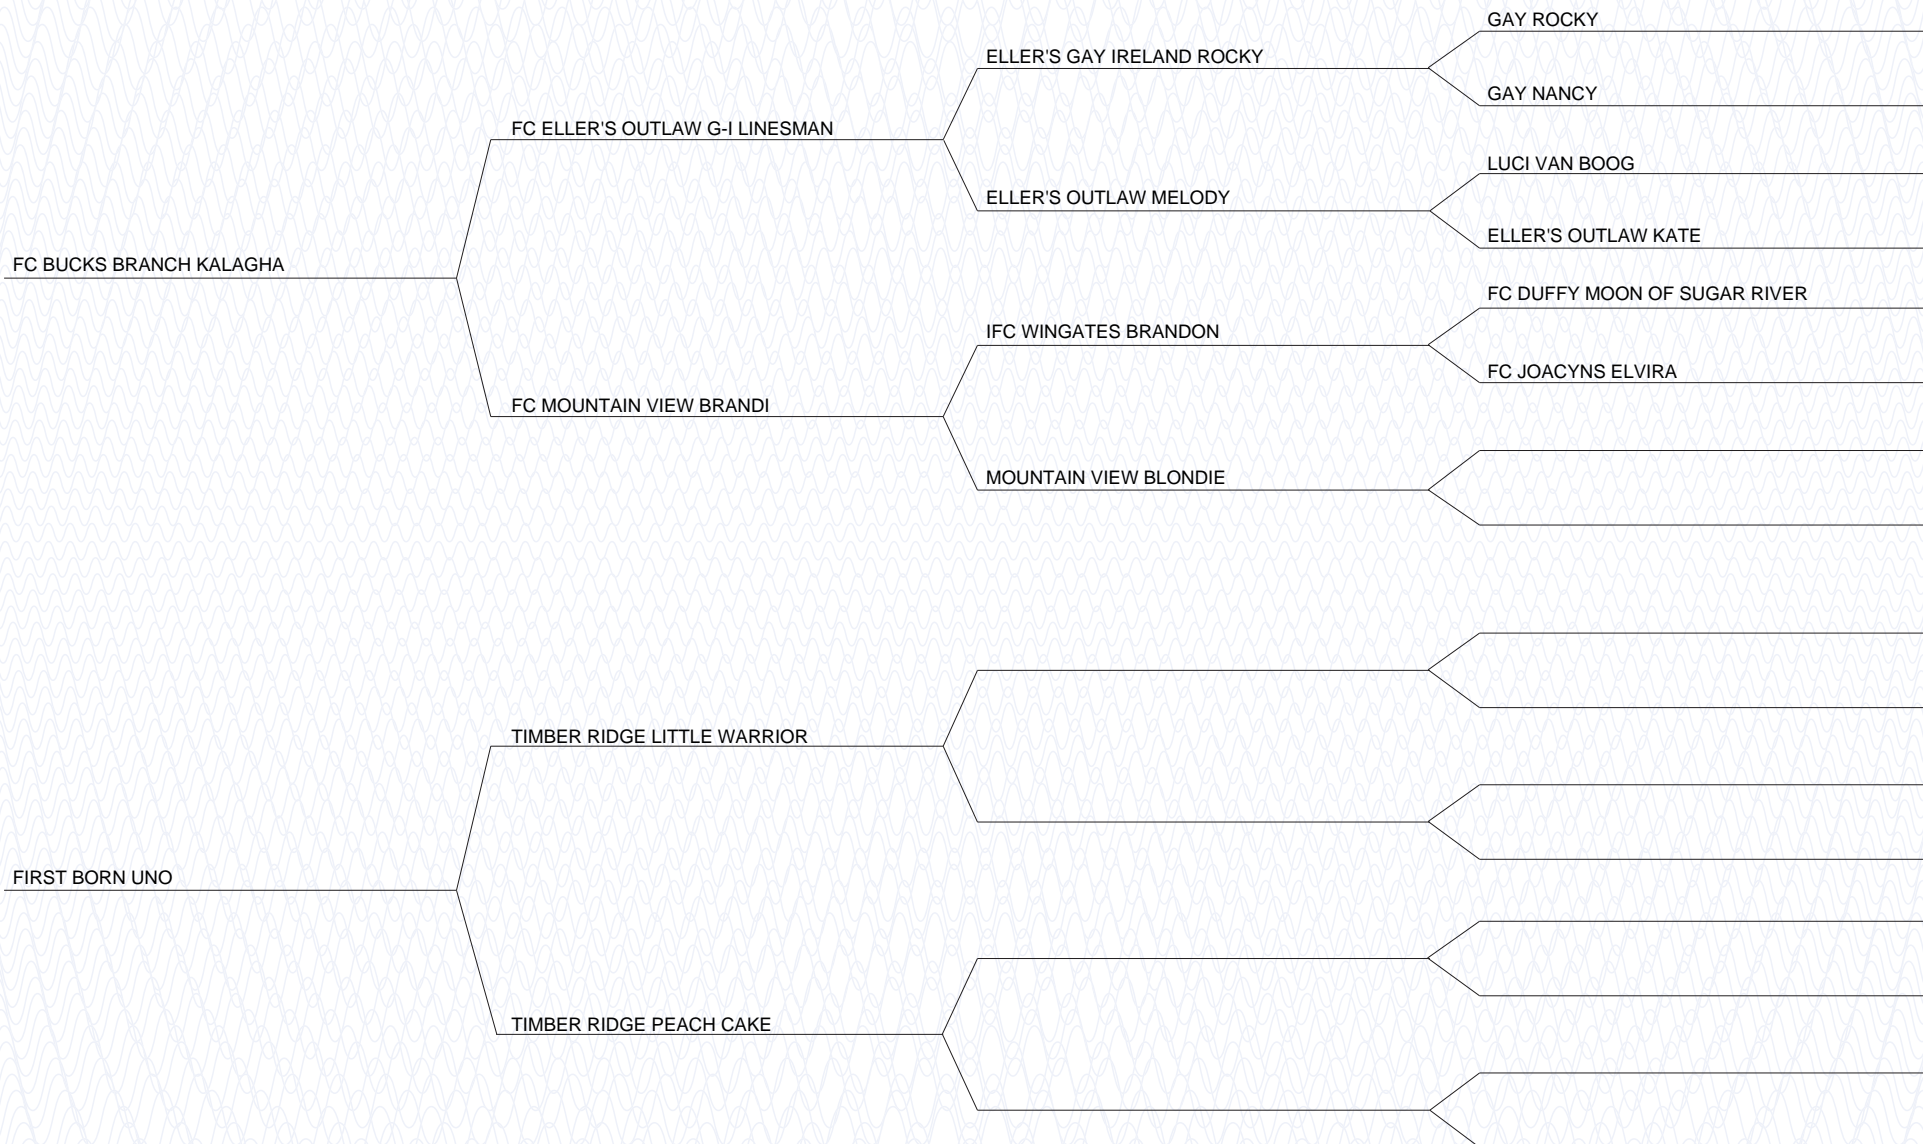 GAY ROCKY
ELLER'S GAY IRELAND ROCKY
GAY NANCY
FC ELLER'S OUTLAW G-I LINESMAN
LUCI VAN BOOG
ELLER'S OUTLAW MELODY
ELLER'S OUTLAW KATE
FC BUCKS BRANCH KALAGHA
FC DUFFY MOON OF SUGAR RIVER
IFC WINGATES BRANDON
FC JOACYNS ELVIRA
FC MOUNTAIN VIEW BRANDI
MOUNTAIN VIEW BLONDIE
TIMBER RIDGE LITTLE WARRIOR
FIRST BORN UNO
TIMBER RIDGE PEACH CAKE